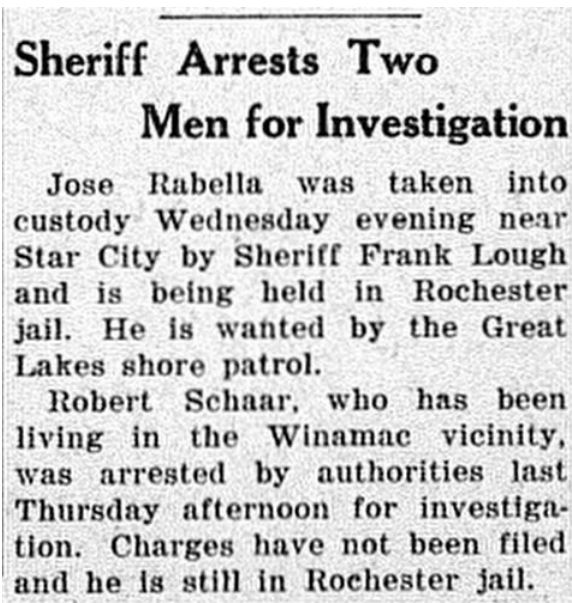 Sheriff Arrests Two
Men for Investigation
Jose Rabella was taken into
custody Wednesday evening near
Star City by Sheriff Frank Lough
and is being held in Rochester
jail. He is wanted by the Great
Lakes shore patrol.
Robert Schaar, who has been
living in the Winamac vicinity,
was arrested by authorities last
Thursday afternoon for investiga-
tion. Charges have not been filed
and he is still in Rochester jail.